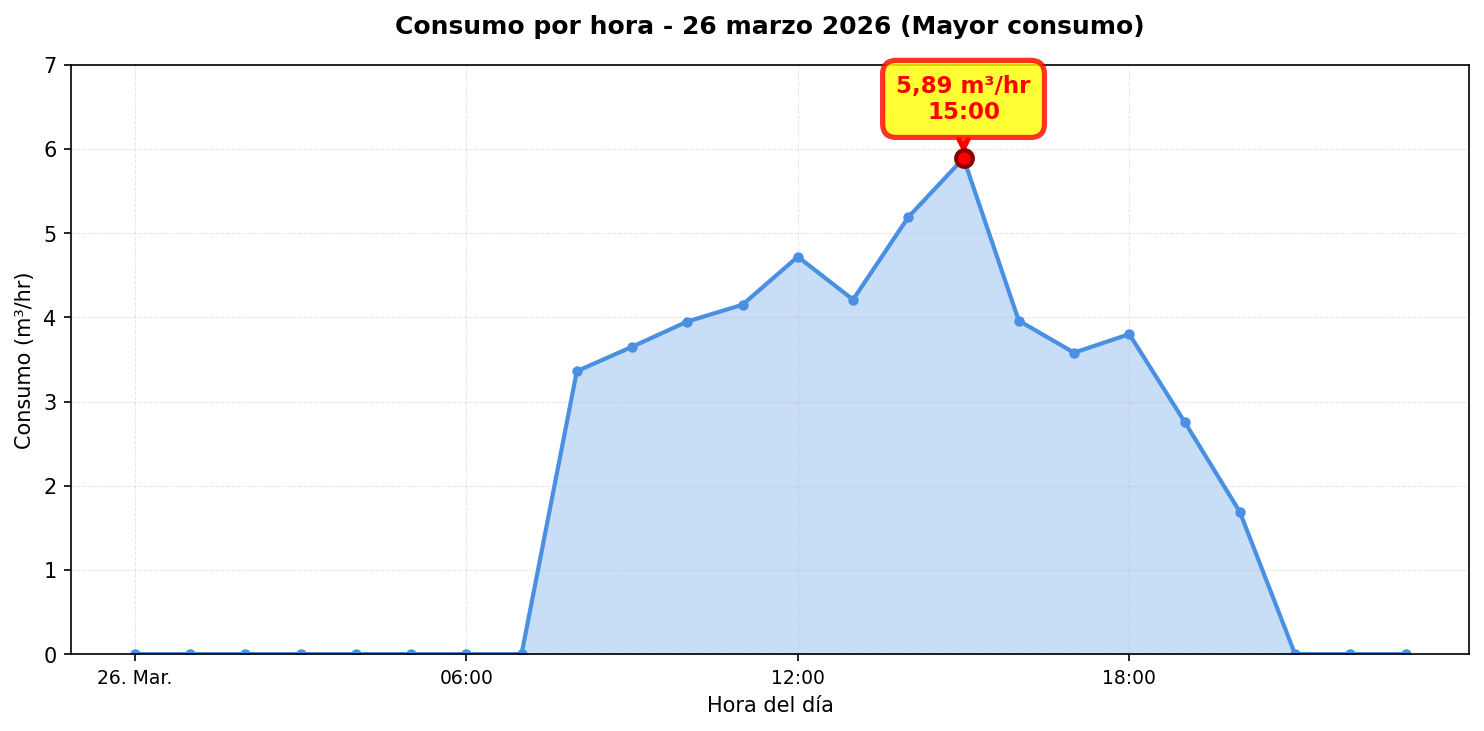 Consumo por hora - 26 marzo 2026 (Mayor consumo)
5,89 m³/hr
15:00
Consumo (m³/hr)
7
6
5
4
3
2
1
0
26. Mar.
06:00
12:00
18:00
Hora del día